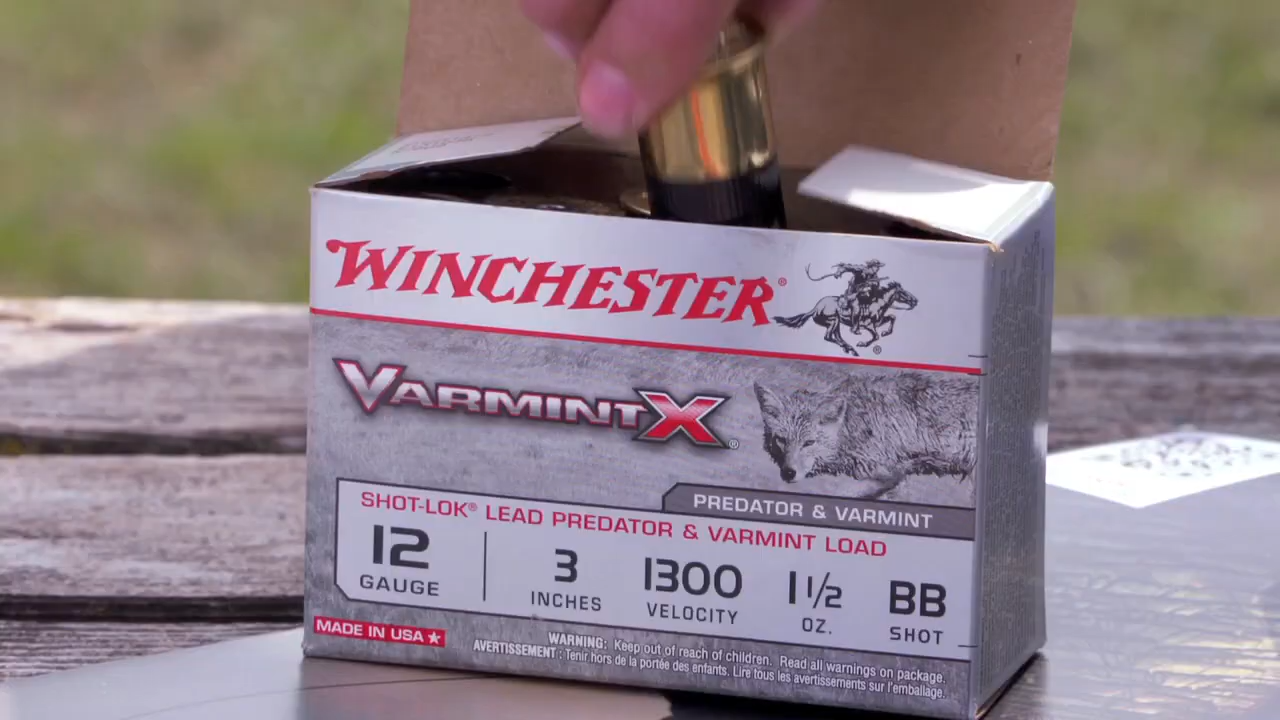 WINCHESTER®
®
VARMINTX®
PREDATOR & VARMINT
SHOT-LOK® LEAD PREDATOR & VARMINT LOAD
12 GAUGE
3 INCHES
1300 VELOCITY
1 1/2 OZ.
BB SHOT
MADE IN USA
WARNING: Keep out of reach of children. Read all warnings on package.
AVERTISSEMENT : Tenir hors de la portée des enfants. Lire tous les avertissements sur l'emballage.